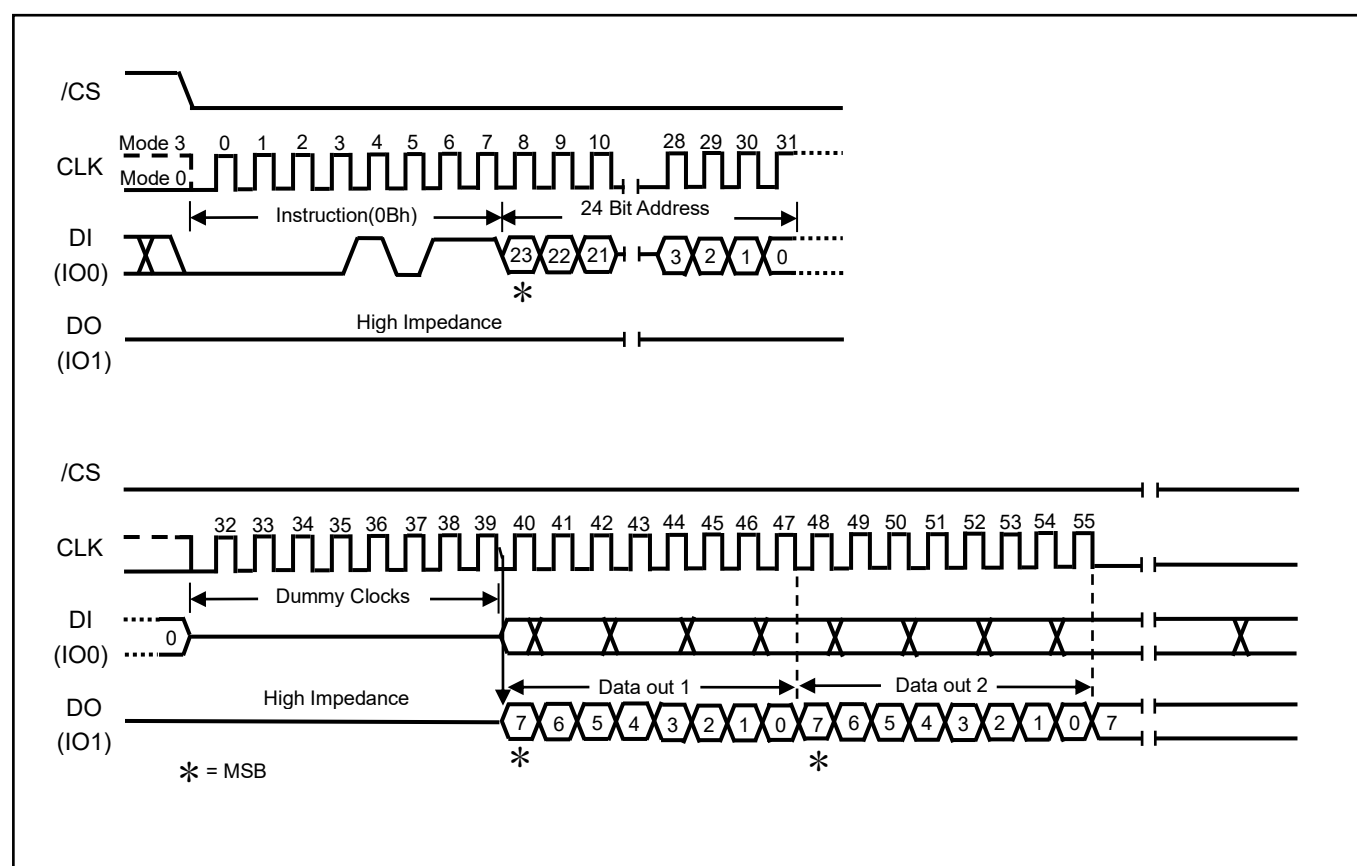 /CS
Mode 3 0 1 2 3 4 5 6 7 8 9 10 28 29 30 31
CLK
Mode 0
Instruction(0Bh) 24 Bit Address
DI
(IO0)
23 22 21 3 2 1 0
*
High Impedance
DO
(IO1)
/CS
32 33 34 35 36 37 38 39 40 41 42 43 44 45 46 47 48 49 50 51 52 53 54 55
CLK
Dummy Clocks
DI
(IO0)
0
Data out 1 Data out 2
High Impedance
DO
(IO1)
7 6 5 4 3 2 1 0 7 6 5 4 3 2 1 0 7
* *
* = MSB